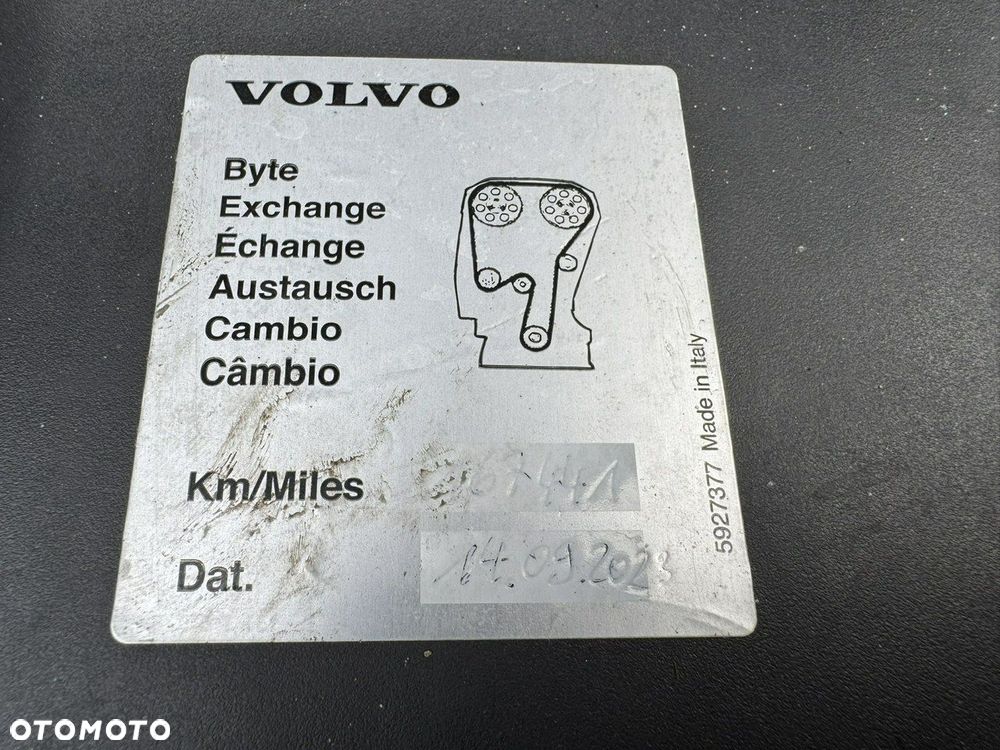 VOLVO
Byte
Exchange
Échange
Austausch
Cambio
Câmbio
Km/Miles
Dat. 14.09.2023
5927377 Made in Italy
OTOMOTO